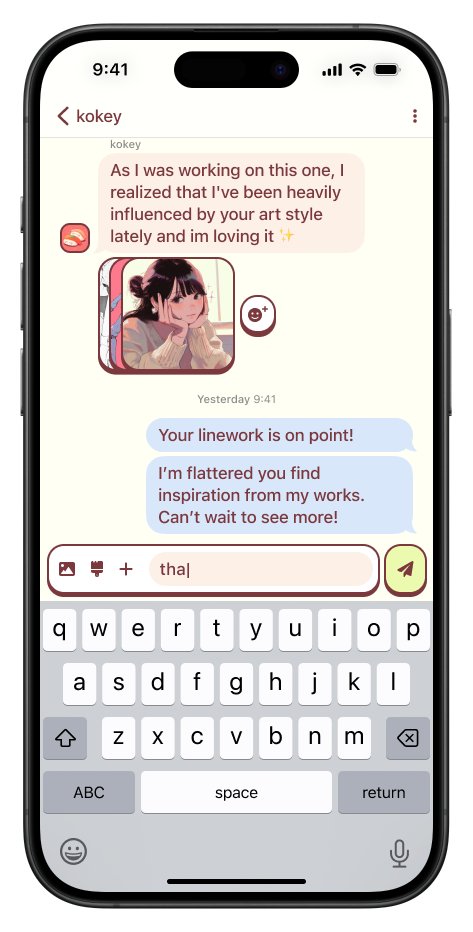 9:41
kokey
kokey
As I was working on this one, I
realized that I've been heavily
influenced by your art style
lately and im loving it ✨
Yesterday 9:41
Your linework is on point!
I’m flattered you find
inspiration from my works.
Can’t wait to see more!
tha
q w e r t y u i o p
a s d f g h j k l
z x c v b n m
ABC space return